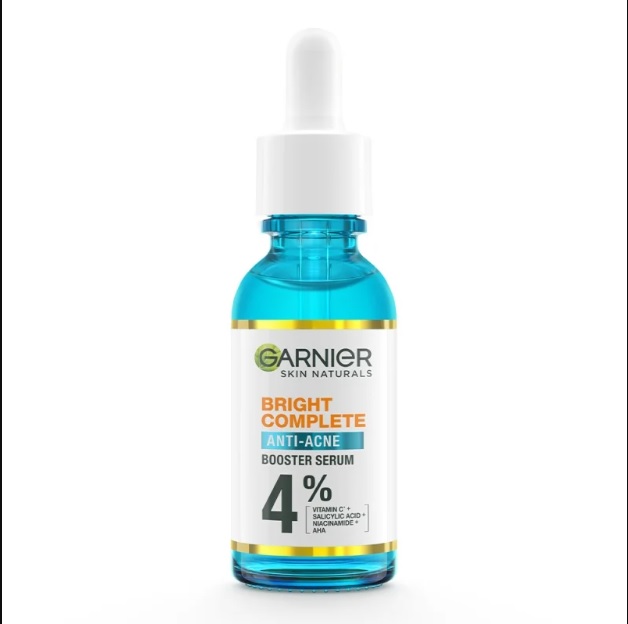 GARNIER
SKIN NATURALS
BRIGHT
COMPLETE
ANTI-ACNE
BOOSTER SERUM
4%
VITAMIN C* +
SALICYLIC ACID +
NIACINAMIDE +
AHA